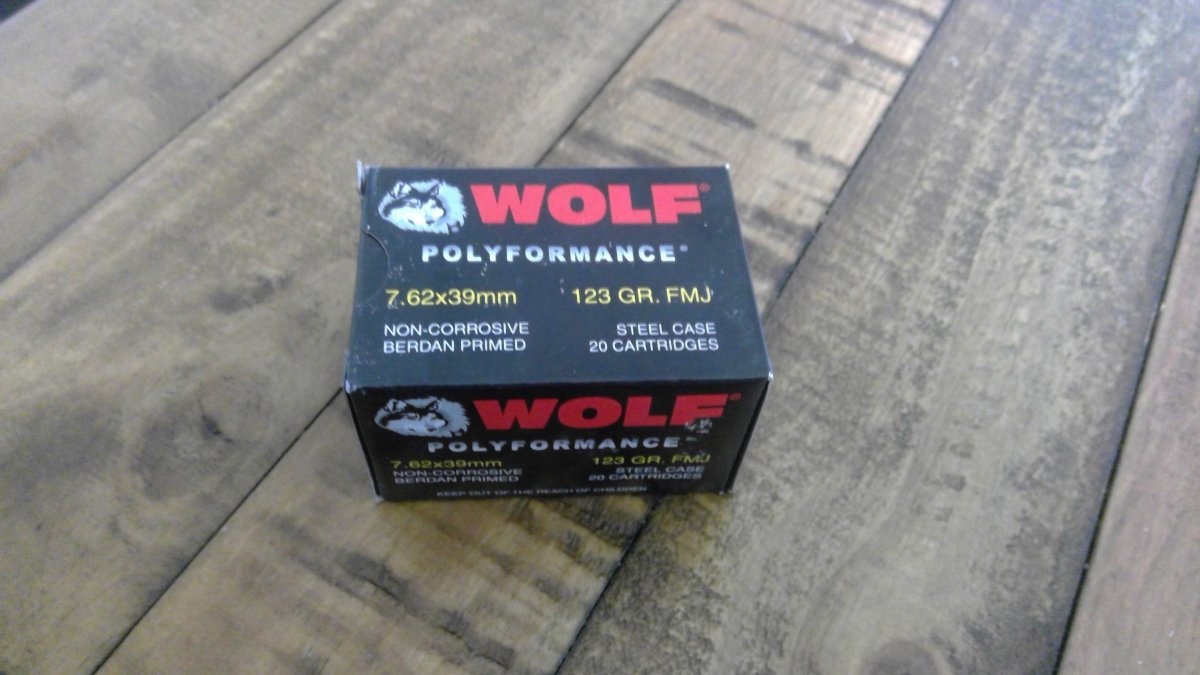 WOLF®
POLYFORMANCE®
7.62x39mm 123 GR. FMJ
NON-CORROSIVE STEEL CASE
BERDAN PRIMED 20 CARTRIDGES
WOLF®
POLYFORMANCE®
7.62x39mm 123 GR. FMJ
NON-CORROSIVE STEEL CASE
BERDAN PRIMED 20 CARTRIDGES
KEEP OUT OF THE REACH OF CHILDREN